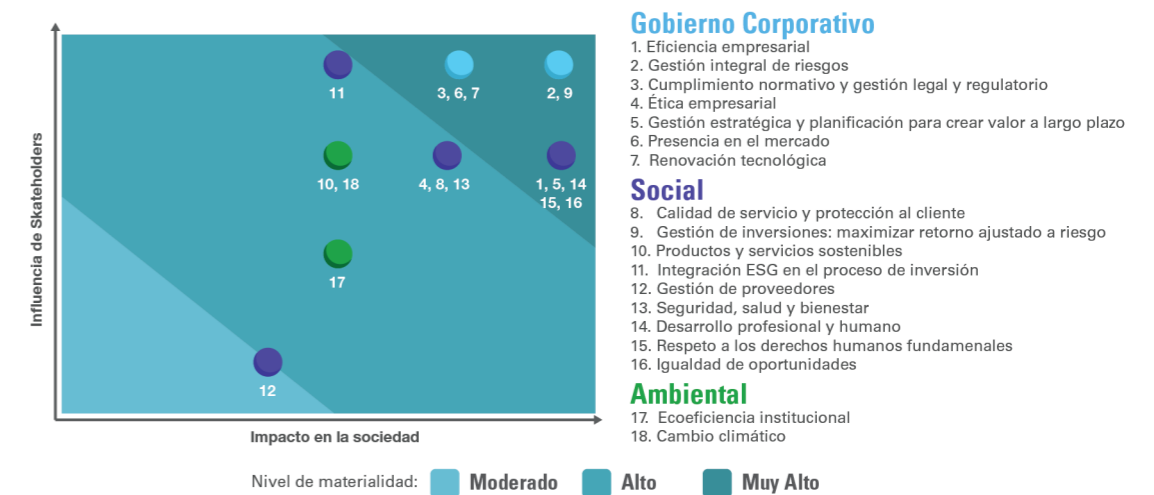 Influencia de Skateholders
11
3, 6, 7
2, 9
10, 18
4, 8, 13
1, 5, 14
15, 16
17
12
Impacto en la sociedad
Gobierno Corporativo
1. Eficiencia empresarial
2. Gestión integral de riesgos
3. Cumplimiento normativo y gestión legal y regulatorio
4. Ética empresarial
5. Gestión estratégica y planificación para crear valor a largo plazo
6. Presencia en el mercado
7. Renovación tecnológica
Social
8. Calidad de servicio y protección al cliente
9. Gestión de inversiones: maximizar retorno ajustado a riesgo
10. Productos y servicios sostenibles
11. Integración ESG en el proceso de inversión
12. Gestión de proveedores
13. Seguridad, salud y bienestar
14. Desarrollo profesional y humano
15. Respeto a los derechos humanos fundamenales
16. Igualdad de oportunidades
Ambiental
17. Ecoeficiencia institucional
18. Cambio climático
Nivel de materialidad: Moderado Alto Muy Alto